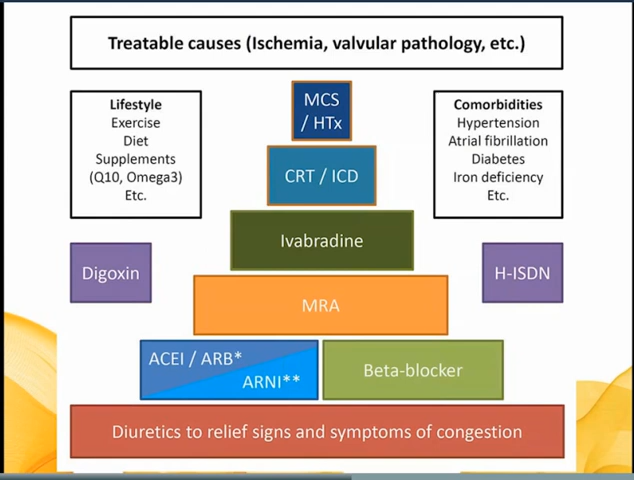 Treatable causes (Ischemia, valvular pathology, etc.)
Lifestyle
Exercise
Diet
Supplements
(Q10, Omega3)
Etc.
MCS
/ HTx
Comorbidities
Hypertension
Atrial fibrillation
Diabetes
Iron deficiency
Etc.
CRT / ICD
Ivabradine
Digoxin
H-ISDN
MRA
ACEI / ARB*
ARNI**
Beta-blocker
Diuretics to relief signs and symptoms of congestion